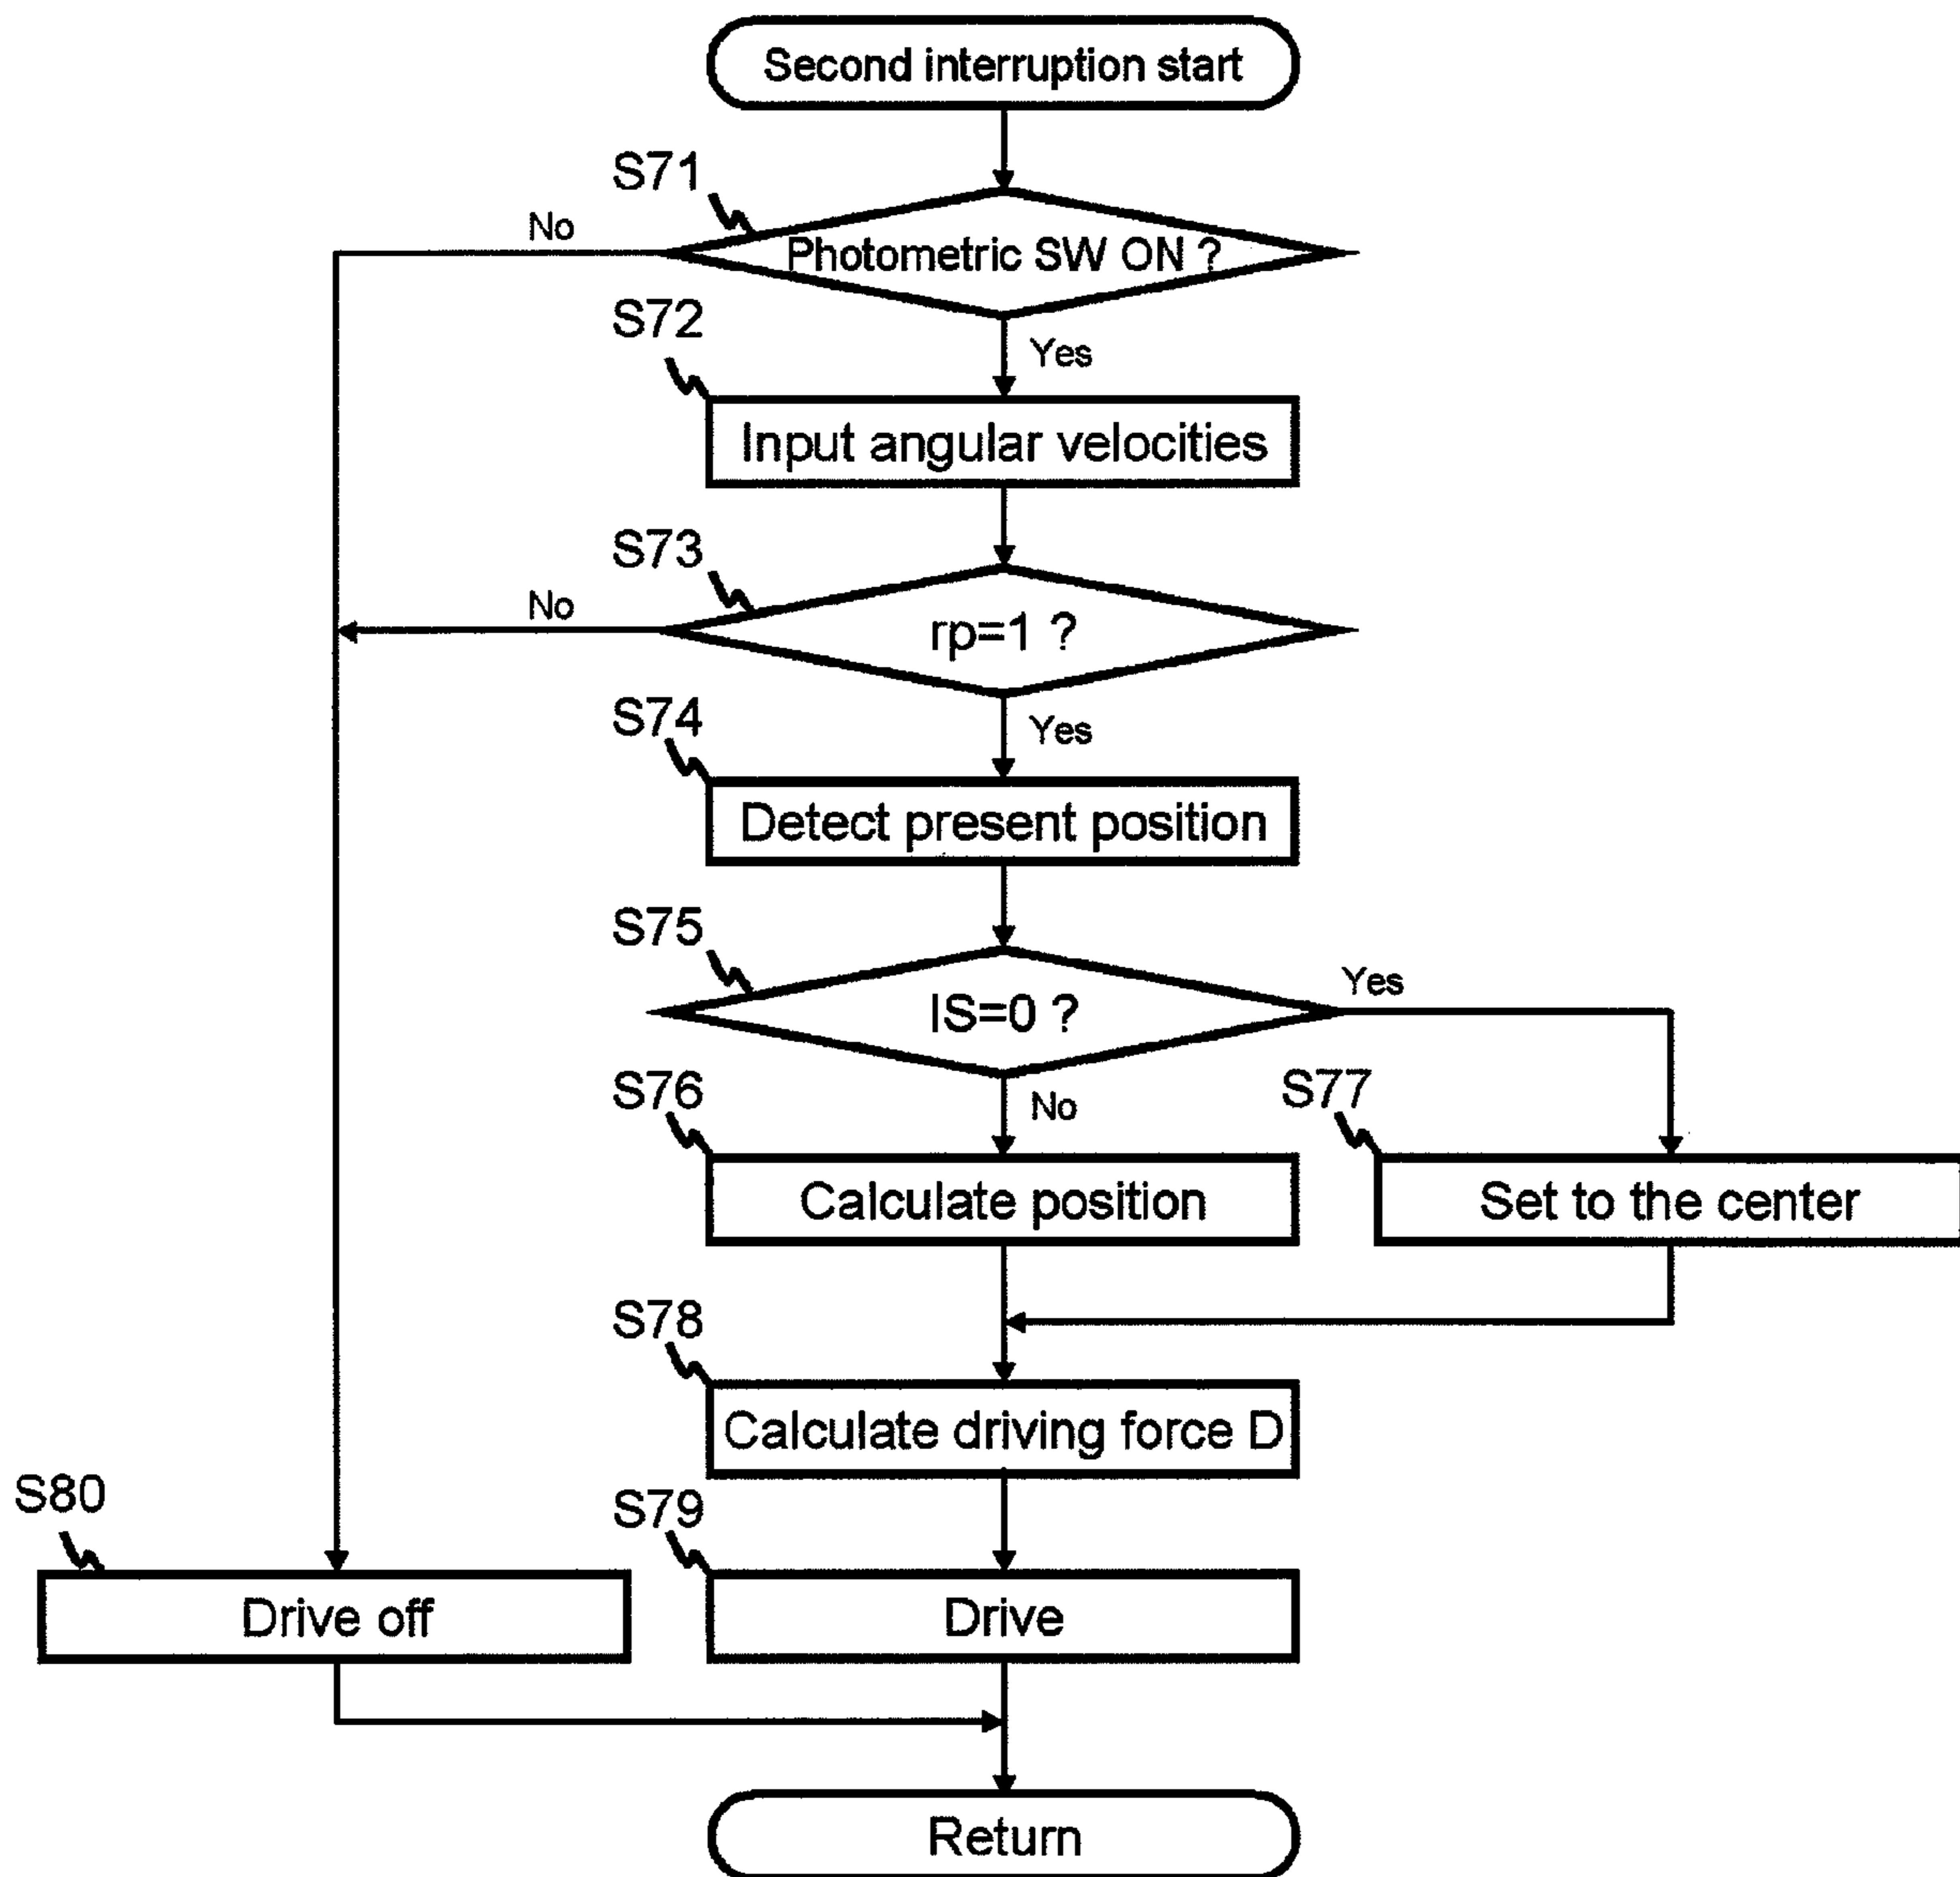 Second interruption start
S71
No
Photometric SW ON ?
S72
Yes
Input angular velocities
S73
No
rp=1 ?
S74
Yes
Detect present position
S75
IS=0 ?
Yes
S76
No
S77
Calculate position
Set to the center
S78
Calculate driving force D
S80
S79
Drive off
Drive
Return